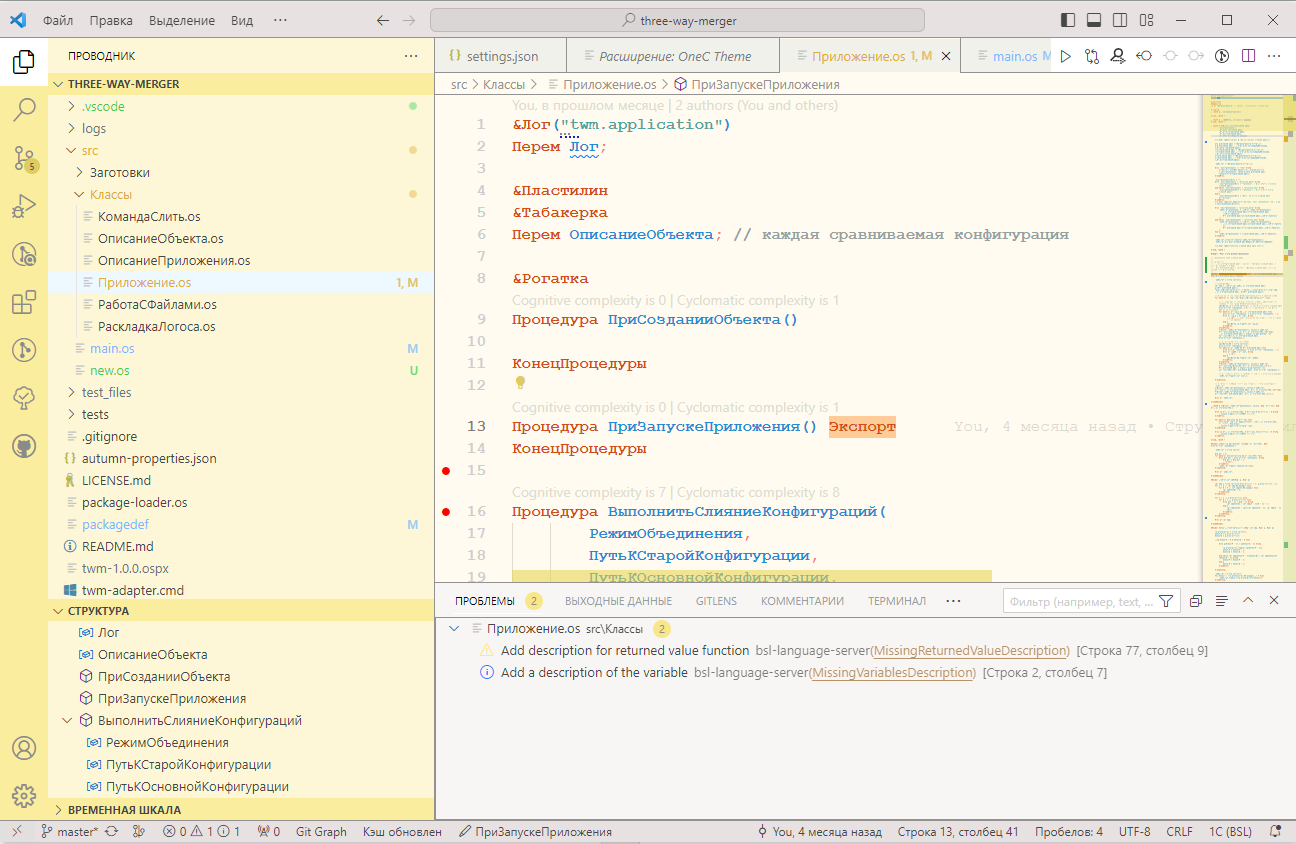 Файл Правка Выделение Вид ··· three-way-merger
ПРОВОДНИК ···
THREE-WAY-MERGER
.vscode
logs
src
Заготовки
Классы
КомандаСлить.os
ОписаниеОбъекта.os
ОписаниеПриложения.os
Приложение.os 1, M
РаботаСФайлами.os
РаскладкаЛогоса.os
main.os M
new.os U
test_files
tests
.gitignore
{} autumn-properties.json
LICENSE.md
package-loader.os
packagedef M
README.md
twm-1.0.0.ospx
twm-adapter.cmd
СТРУКТУРА
Лог
ОписаниеОбъекта
ПриСозданииОбъекта
ПриЗапускеПриложения
ВыполнитьСлияниеКонфигураций
РежимОбъединения
ПутьКСтаройКонфигурации
ПутьКОсновнойКонфигурации
ВРЕМЕННАЯ ШКАЛА
5
{} settings.json Расширение: OneC Theme Приложение.os 1, M main.os M
src > Классы > Приложение.os > ПриЗапускеПриложения
You, в прошлом месяце | 2 authors (You and others)
1 &Лог("twm.application")
2 Перем Лог;
3
4 &Пластилин
5 &Табакерка
6 Перем ОписаниеОбъекта; // каждая сравниваемая конфигурация
7
8 &Рогатка
Cognitive complexity is 0 | Cyclomatic complexity is 1
9 Процедура ПриСозданииОбъекта()
10
11 КонецПроцедуры
12
Cognitive complexity is 0 | Cyclomatic complexity is 1
13 Процедура ПриЗапускеПриложения() Экспорт You, 4 месяца назад • Стру
14 КонецПроцедуры
15
Cognitive complexity is 7 | Cyclomatic complexity is 8
16 Процедура ВыполнитьСлияниеКонфигураций(
17 РежимОбъединения,
18 ПутьКСтаройКонфигурации,
19 ПутьКОсновнойКонфигурации,
ПРОБЛЕМЫ 2 ВЫХОДНЫЕ ДАННЫЕ GITLENS КОММЕНТАРИИ ТЕРМИНАЛ ··· Фильтр (например, text, ...
Приложение.os src\Классы 2
Add description for returned value function bsl-language-server(MissingReturnedValueDescription) [Строка 77, столбец 9]
Add a description of the variable bsl-language-server(MissingVariablesDescription) [Строка 2, столбец 7]
master* 0 1 1 0 Git Graph Кэш обновлен ПриЗапускеПриложения You, 4 месяца назад Строка 13, столбец 41 Пробелов: 4 UTF-8 CRLF 1C (BSL)